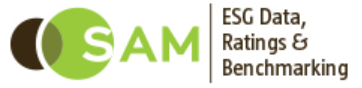 SAM
ESG Data,
Ratings &
Benchmarking